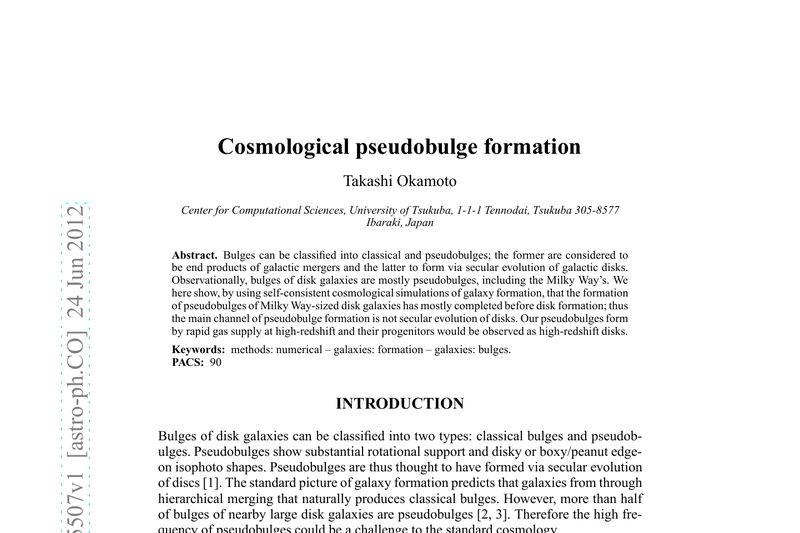 Cosmological pseudobulge formation
Takashi Okamoto
Center for Computational Sciences, University of Tsukuba, 1-1-1 Tennodai, Tsukuba 305-8577
Ibaraki, Japan
Abstract. Bulges can be classified into classical and pseudobulges; the former are considered to
be end products of galactic mergers and the latter to form via secular evolution of galactic disks.
Observationally, bulges of disk galaxies are mostly pseudobulges, including the Milky Way's. We
here show, by using self-consistent cosmological simulations of galaxy formation, that the formation
of pseudobulges of Milky Way-sized disk galaxies has mostly completed before disk formation; thus
the main channel of pseudobulge formation is not secular evolution of disks. Our pseudobulges form
by rapid gas supply at high-redshift and their progenitors would be observed as high-redshift disks.
Keywords: methods: numerical – galaxies: formation – galaxies: bulges.
PACS: 90
INTRODUCTION
Bulges of disk galaxies can be classified into two types: classical bulges and pseudob-
ulges. Pseudobulges show substantial rotational support and disky or boxy/peanut edge-
on isophoto shapes. Pseudobulges are thus thought to have formed via secular evolution
of discs [1]. The standard picture of galaxy formation predicts that galaxies from through
hierarchical merging that naturally produces classical bulges. However, more than half
of bulges of nearby large disk galaxies are pseudobulges [2, 3]. Therefore the high fre-
quency of pseudobulges could be a challenge to the standard cosmology.
5507v1 [astro-ph.CO] 24 Jun 2012